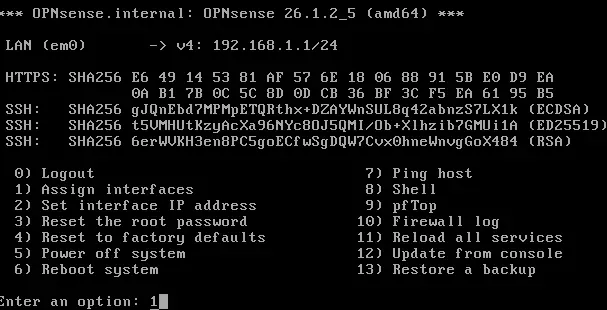 *** OPNsense.internal: OPNsense 26.1.2_5 (amd64) ***
LAN (em0) -> v4: 192.168.1.1/24
HTTPS: SHA256 E6 49 14 53 81 AF 57 6E 18 06 88 91 5B E0 D9 EA
0A B1 7B 0C 5C 8D 0D CB 36 BF 3C F5 EA 61 95 B5
SSH: SHA256 gJQnEbd7MPMpETQRthx+DZAYWnSUL8q42abnzS7LX1k (ECDSA)
SSH: SHA256 t5VMHUtKzyAcXa96NYc8OJ5QMI/Ob+Xlhzib7GMUi1A (ED25519)
SSH: SHA256 6erWVKH3en8PC5goECfwSgDQW7Cvx0hneWnvgGoX484 (RSA)
0) Logout 7) Ping host
1) Assign interfaces 8) Shell
2) Set interface IP address 9) pfTop
3) Reset the root password 10) Firewall log
4) Reset to factory defaults 11) Reload all services
5) Power off system 12) Update from console
6) Reboot system 13) Restore a backup
Enter an option: 1